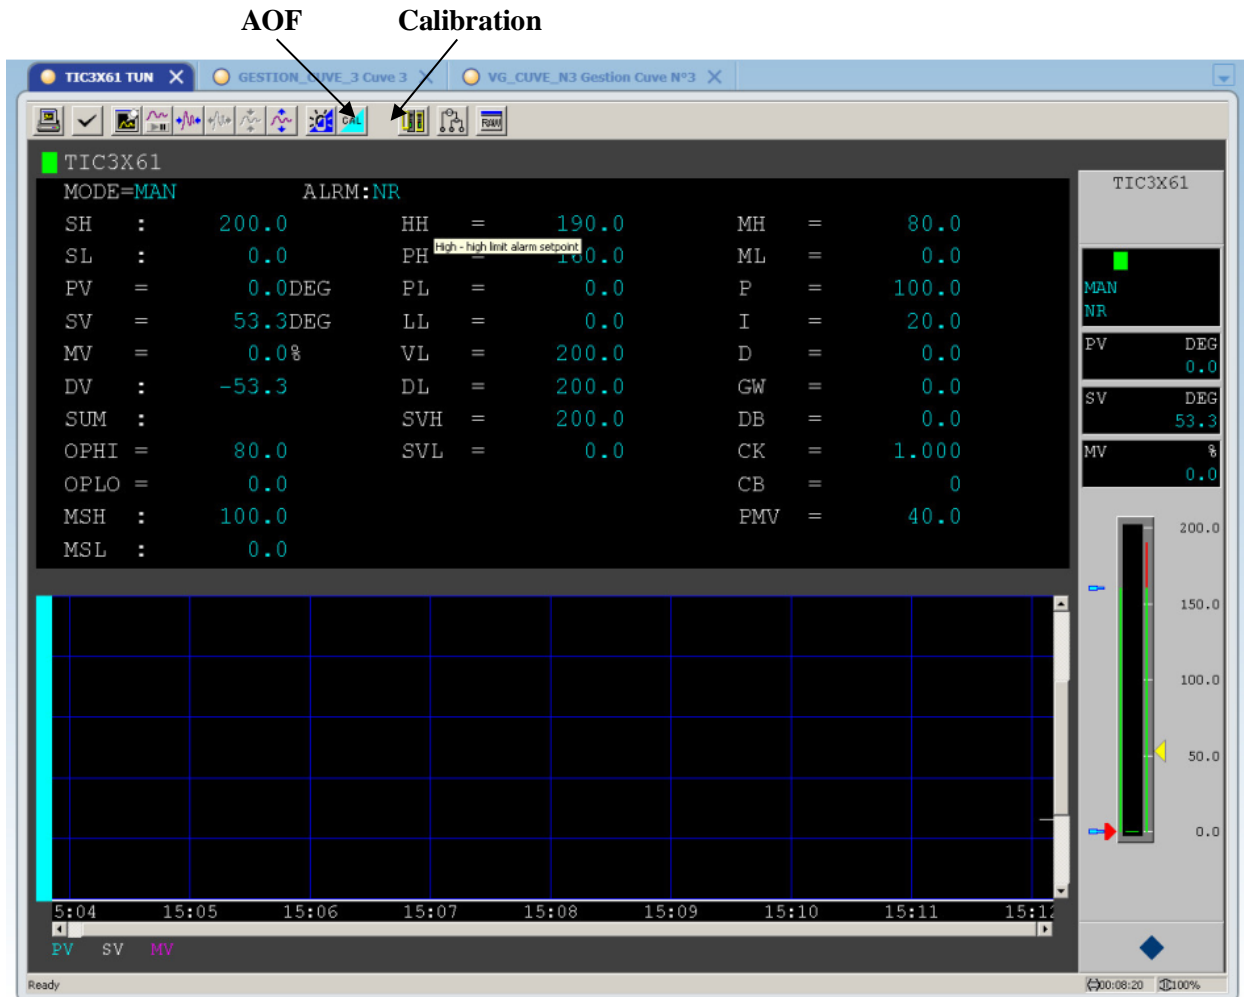 AOF Calibration
TIC3X61 TUN GESTION_CUVE_3 Cuve 3 VG_CUVE_N3 Gestion Cuve N°3
CAL
TIC3X61
MODE=MAN ALRM:NR
SH : 200.0 HH = 190.0 MH = 80.0
High - high limit alarm setpoint
SL : 0.0 PH = 160.0 ML = 0.0
PV = 0.0DEG PL = 0.0 P = 100.0
SV = 53.3DEG LL = 0.0 I = 20.0
MV = 0.0% VL = 200.0 D = 0.0
DV : -53.3 DL = 200.0 GW = 0.0
SUM : SVH = 200.0 DB = 0.0
OPHI = 80.0 SVL = 0.0 CK = 1.000
OPLO = 0.0 CB = 0
MSH : 100.0 PMV = 40.0
MSL : 0.0
TIC3X61
MAN
NR
PV DEG
0.0
SV DEG
53.3
MV %
0.0
200.0
150.0
100.0
50.0
0.0
5:04 15:05 15:06 15:07 15:08 15:09 15:10 15:11 15:12
PV SV MV
Ready 00:08:20 100%